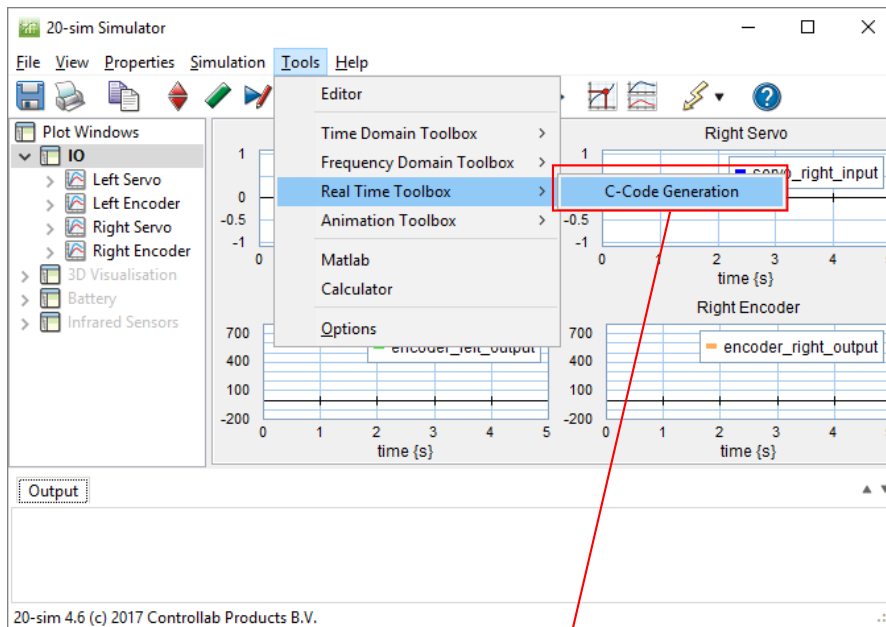 20-sim Simulator
File View Properties Simulation Tools Help
Editor
Time Domain Toolbox
Frequency Domain Toolbox
Real Time Toolbox
Animation Toolbox
Matlab
Calculator
Options
C-Code Generation
Plot Windows
IO
Left Servo
Left Encoder
Right Servo
Right Encoder
3D Visualisation
Battery
Infrared Sensors
1
0
-0.5
-1
0
Right Servo
servo_right_input
1
-0.5
-1
0 1 2 3 4
time {s}
encoder_left_output
700
400
100
-200
0 1 2 3 4 5
time {s}
Right Encoder
encoder_right_output
700
400
100
-200
0 1 2 3 4
time {s}
Output
20-sim 4.6 (c) 2017 Controllab Products B.V.